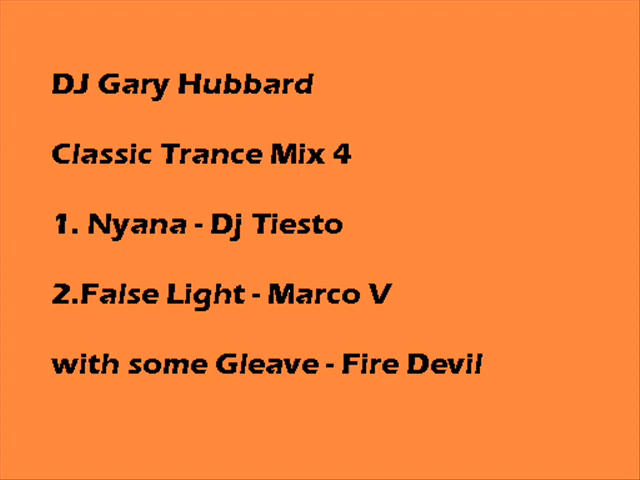 DJ Gary Hubbard
Classic Trance Mix 4
1. Nyana - Dj Tiesto
2.False Light - Marco V
with some Gleave - Fire Devil